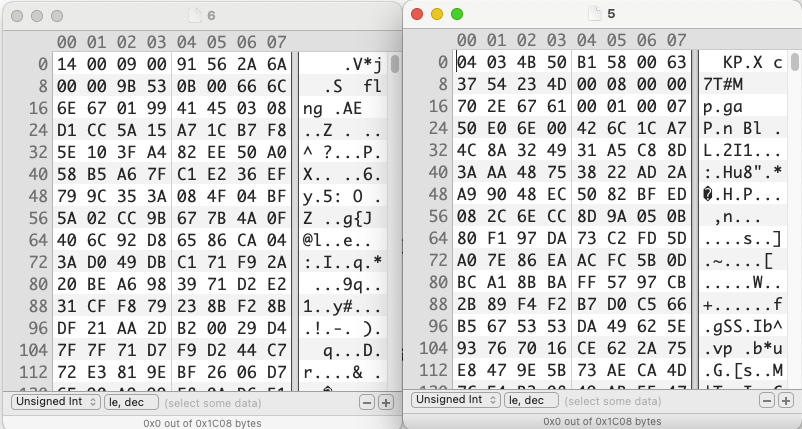 6
00 01 02 03 04 05 06 07
0 14 00 09 00 91 56 2A 6A .V*j
8 00 00 9B 53 0B 00 66 6C .S fl
16 6E 67 01 99 41 45 03 08 ng .AE
24 D1 CC 5A 15 A7 1C B7 F8 ..Z . ..
32 5E 10 3F A4 82 EE 50 A0 ^ ?...P.
40 58 B5 A6 7F C1 E2 36 EF X.. ..6.
48 79 9C 35 3A 08 4F 04 BF y.5: O .
56 5A 02 CC 9B 67 7B 4A 0F Z ..g{J
64 40 6C 92 D8 65 86 CA 04 @l..e..
72 3A D0 49 DB C1 71 F9 2A :.I..q.*
80 20 BE A6 98 39 71 D2 E2 ...9q..
88 31 CF F8 79 23 8B F2 8B 1..y#...
96 DF 21 AA 2D B2 00 29 D4 .!.-. ).
104 7F 7F 71 D7 F9 D2 44 C7 q...D.
112 72 E3 81 9E BF 26 06 D7 r....& .
Unsigned Int le, dec (select some data)
0x0 out of 0x1C08 bytes
5
00 01 02 03 04 05 06 07
0 04 03 4B 50 B1 58 00 63 KP.X c
8 37 54 23 4D 00 08 00 00 7T#M
16 70 2E 67 61 00 01 00 07 p.ga
24 50 E0 6E 00 42 6C 1C A7 P.n Bl .
32 4C 8A 32 49 31 A5 C8 8D L.2I1...
40 3A AA 48 75 38 22 AD 2A :.Hu8".*
48 A9 90 48 EC 50 82 BF ED �.H.P...
56 08 2C 6E CC 8D 9A 05 0B ,n...
64 80 F1 97 DA 73 C2 FD 5D ....s..]
72 A0 7E 86 EA AC FC 5B 0D .~....[
80 BC A1 8B BA FF 57 97 CB .....W..
88 2B 89 F4 F2 B7 D0 C5 66 +......f
96 B5 67 53 53 DA 49 62 5E .gSS.Ib^
104 93 76 70 16 CE 62 2A 75 .vp .b*u
112 E8 47 9E 5B 73 AE CA 4D .G.[s..M
Unsigned Int le, dec (select some data)
0x0 out of 0x1C08 bytes